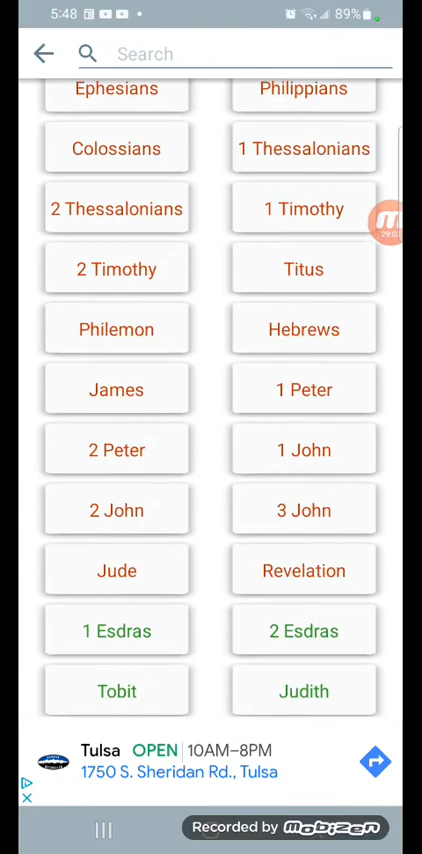 5:48 89%
Search
Ephesians Philippians
Colossians 1 Thessalonians
2 Thessalonians 1 Timothy
29:01
2 Timothy Titus
Philemon Hebrews
James 1 Peter
2 Peter 1 John
2 John 3 John
Jude Revelation
1 Esdras 2 Esdras
Tobit Judith
Tulsa OPEN 10AM–8PM
1750 S. Sheridan Rd., Tulsa
Recorded by Mobizen